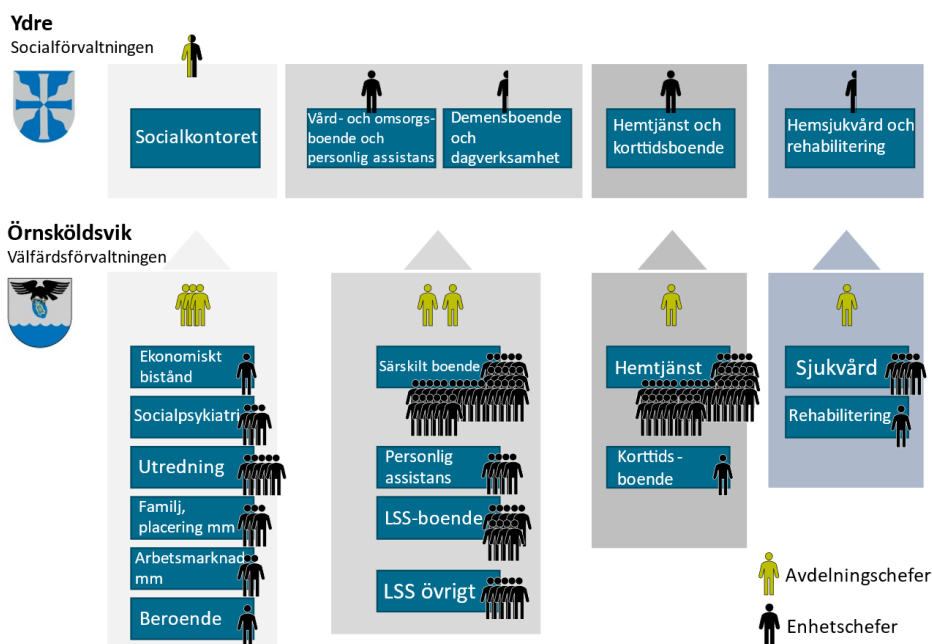 Ydre
Socialförvaltningen
Socialkontoret
Vård- och omsorgs-
boende och
personlig assistans
Demensboende
och
dagverksamhet
Hemtjänst och
korttidsboende
Hemsjukvård och
rehabilitering
Örnsköldsvik
Välfärdsförvaltningen
Ekonomiskt
bistånd
Socialpsykiatri
Utredning
Familj,
placering mm
Arbetsmarknad
mm
Beroende
Särskilt boende
Personlig
assistans
LSS-boende
LSS övrigt
Hemtjänst
Korttids -
boende
Sjukvård
Rehabilitering
Avdelningschefer
Enhetschefer